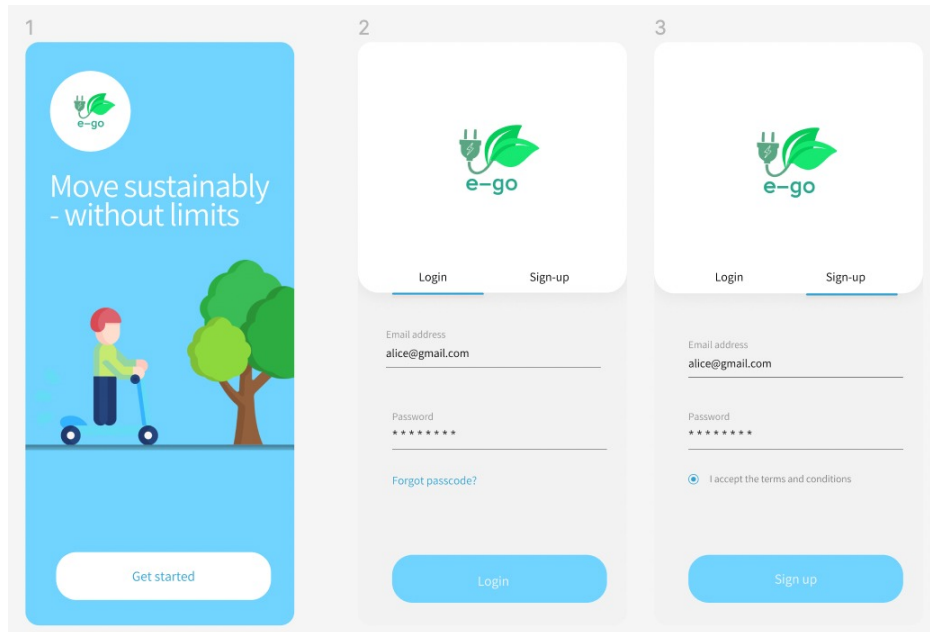 1
e-go
Move sustainably
- without limits
Get started
2
e-go
Login Sign-up
Email address
alice@gmail.com
Password
* * * * * * * *
Forgot passcode?
Login
3
e-go
Login Sign-up
Email address
alice@gmail.com
Password
* * * * * * * *
I accept the terms and conditions
Sign up